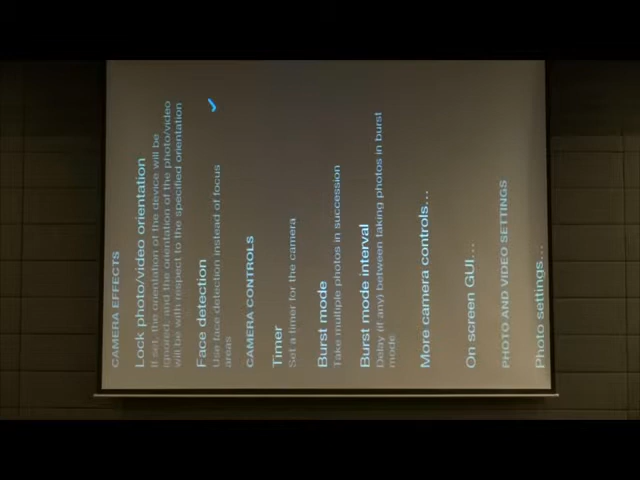 CAMERA EFFECTS
Lock photo/video orientation
If set, the orientation of the device will be
ignored, and the orientation of the photo/video
will be with respect to the specified orientation
Face detection
Use face detection instead of focus
areas
CAMERA CONTROLS
Timer
Set a timer for the camera
Burst mode
Take multiple photos in succession
Burst mode interval
Delay (if any) between taking photos in burst
mode
More camera controls...
On screen GUI...
PHOTO AND VIDEO SETTINGS
Photo settings...